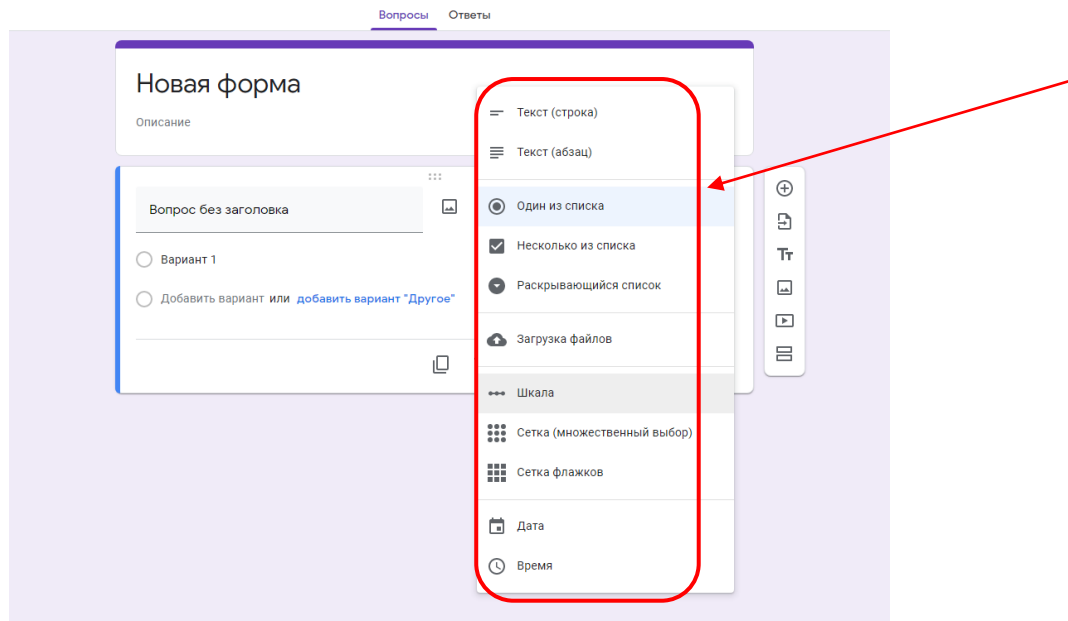 Вопросы Ответы
Новая форма
Описание
Вопрос без заголовка
Вариант 1
Добавить вариант или добавить вариант "Другое"
Текст (строка)
Текст (абзац)
Один из списка
Несколько из списка
Раскрывающийся список
Загрузка файлов
Шкала
Сетка (множественный выбор)
Сетка флажков
Дата
Время
Tт